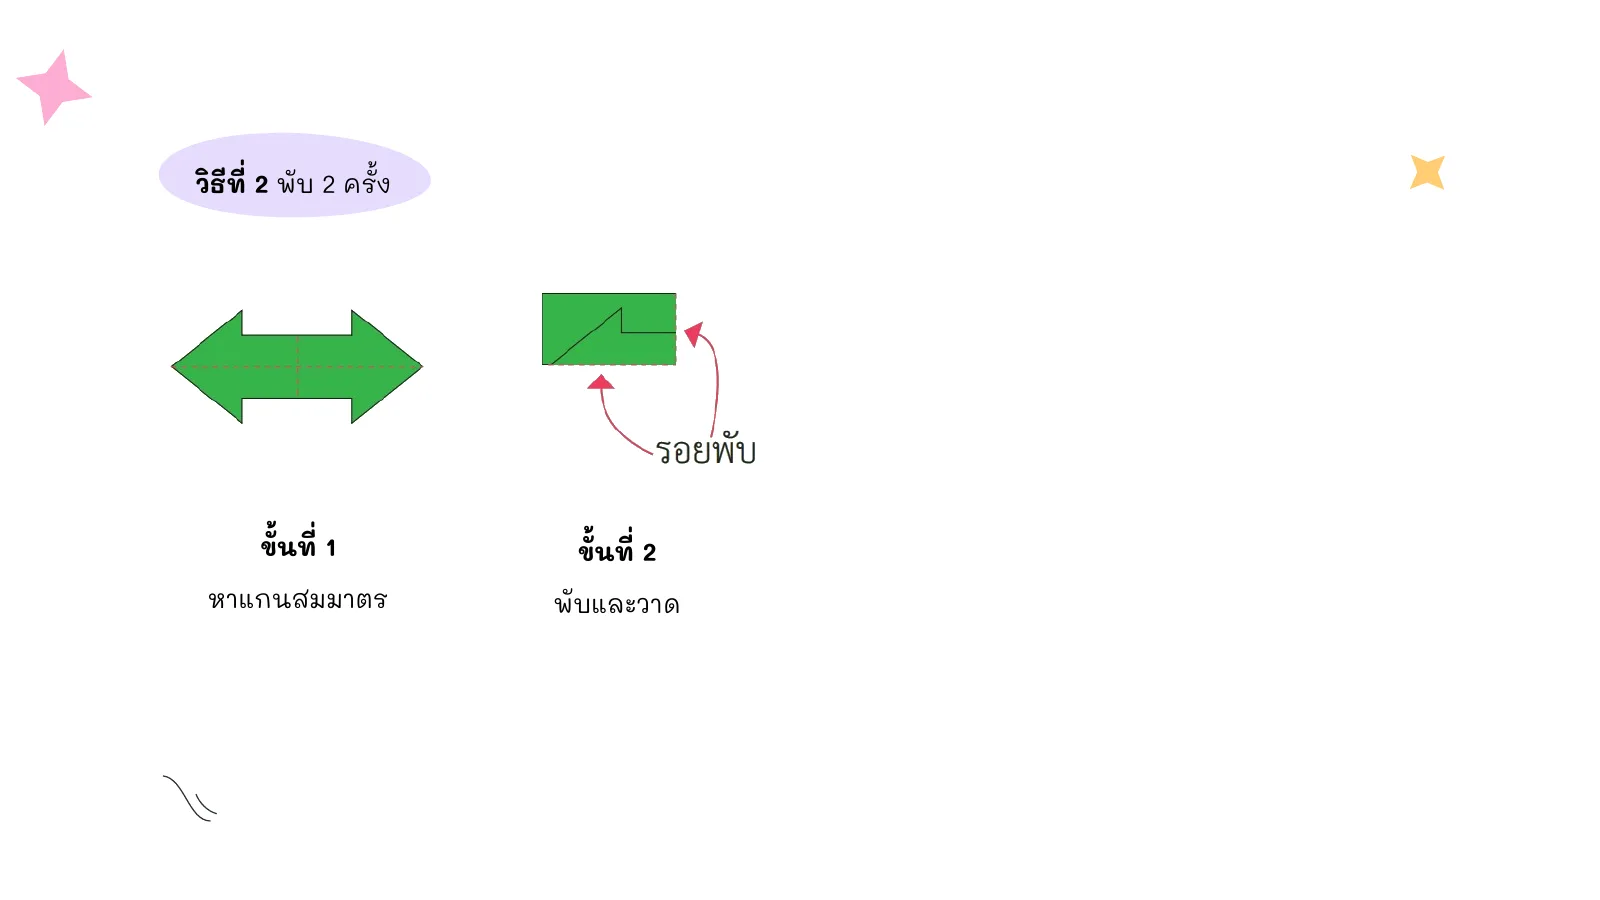 วิธีที่ 2 พับ 2 ครั้ง
รอยพับ
ขั้นที่ 1
หาแกนสมมาตร
ขั้นที่ 2
พับและวาด